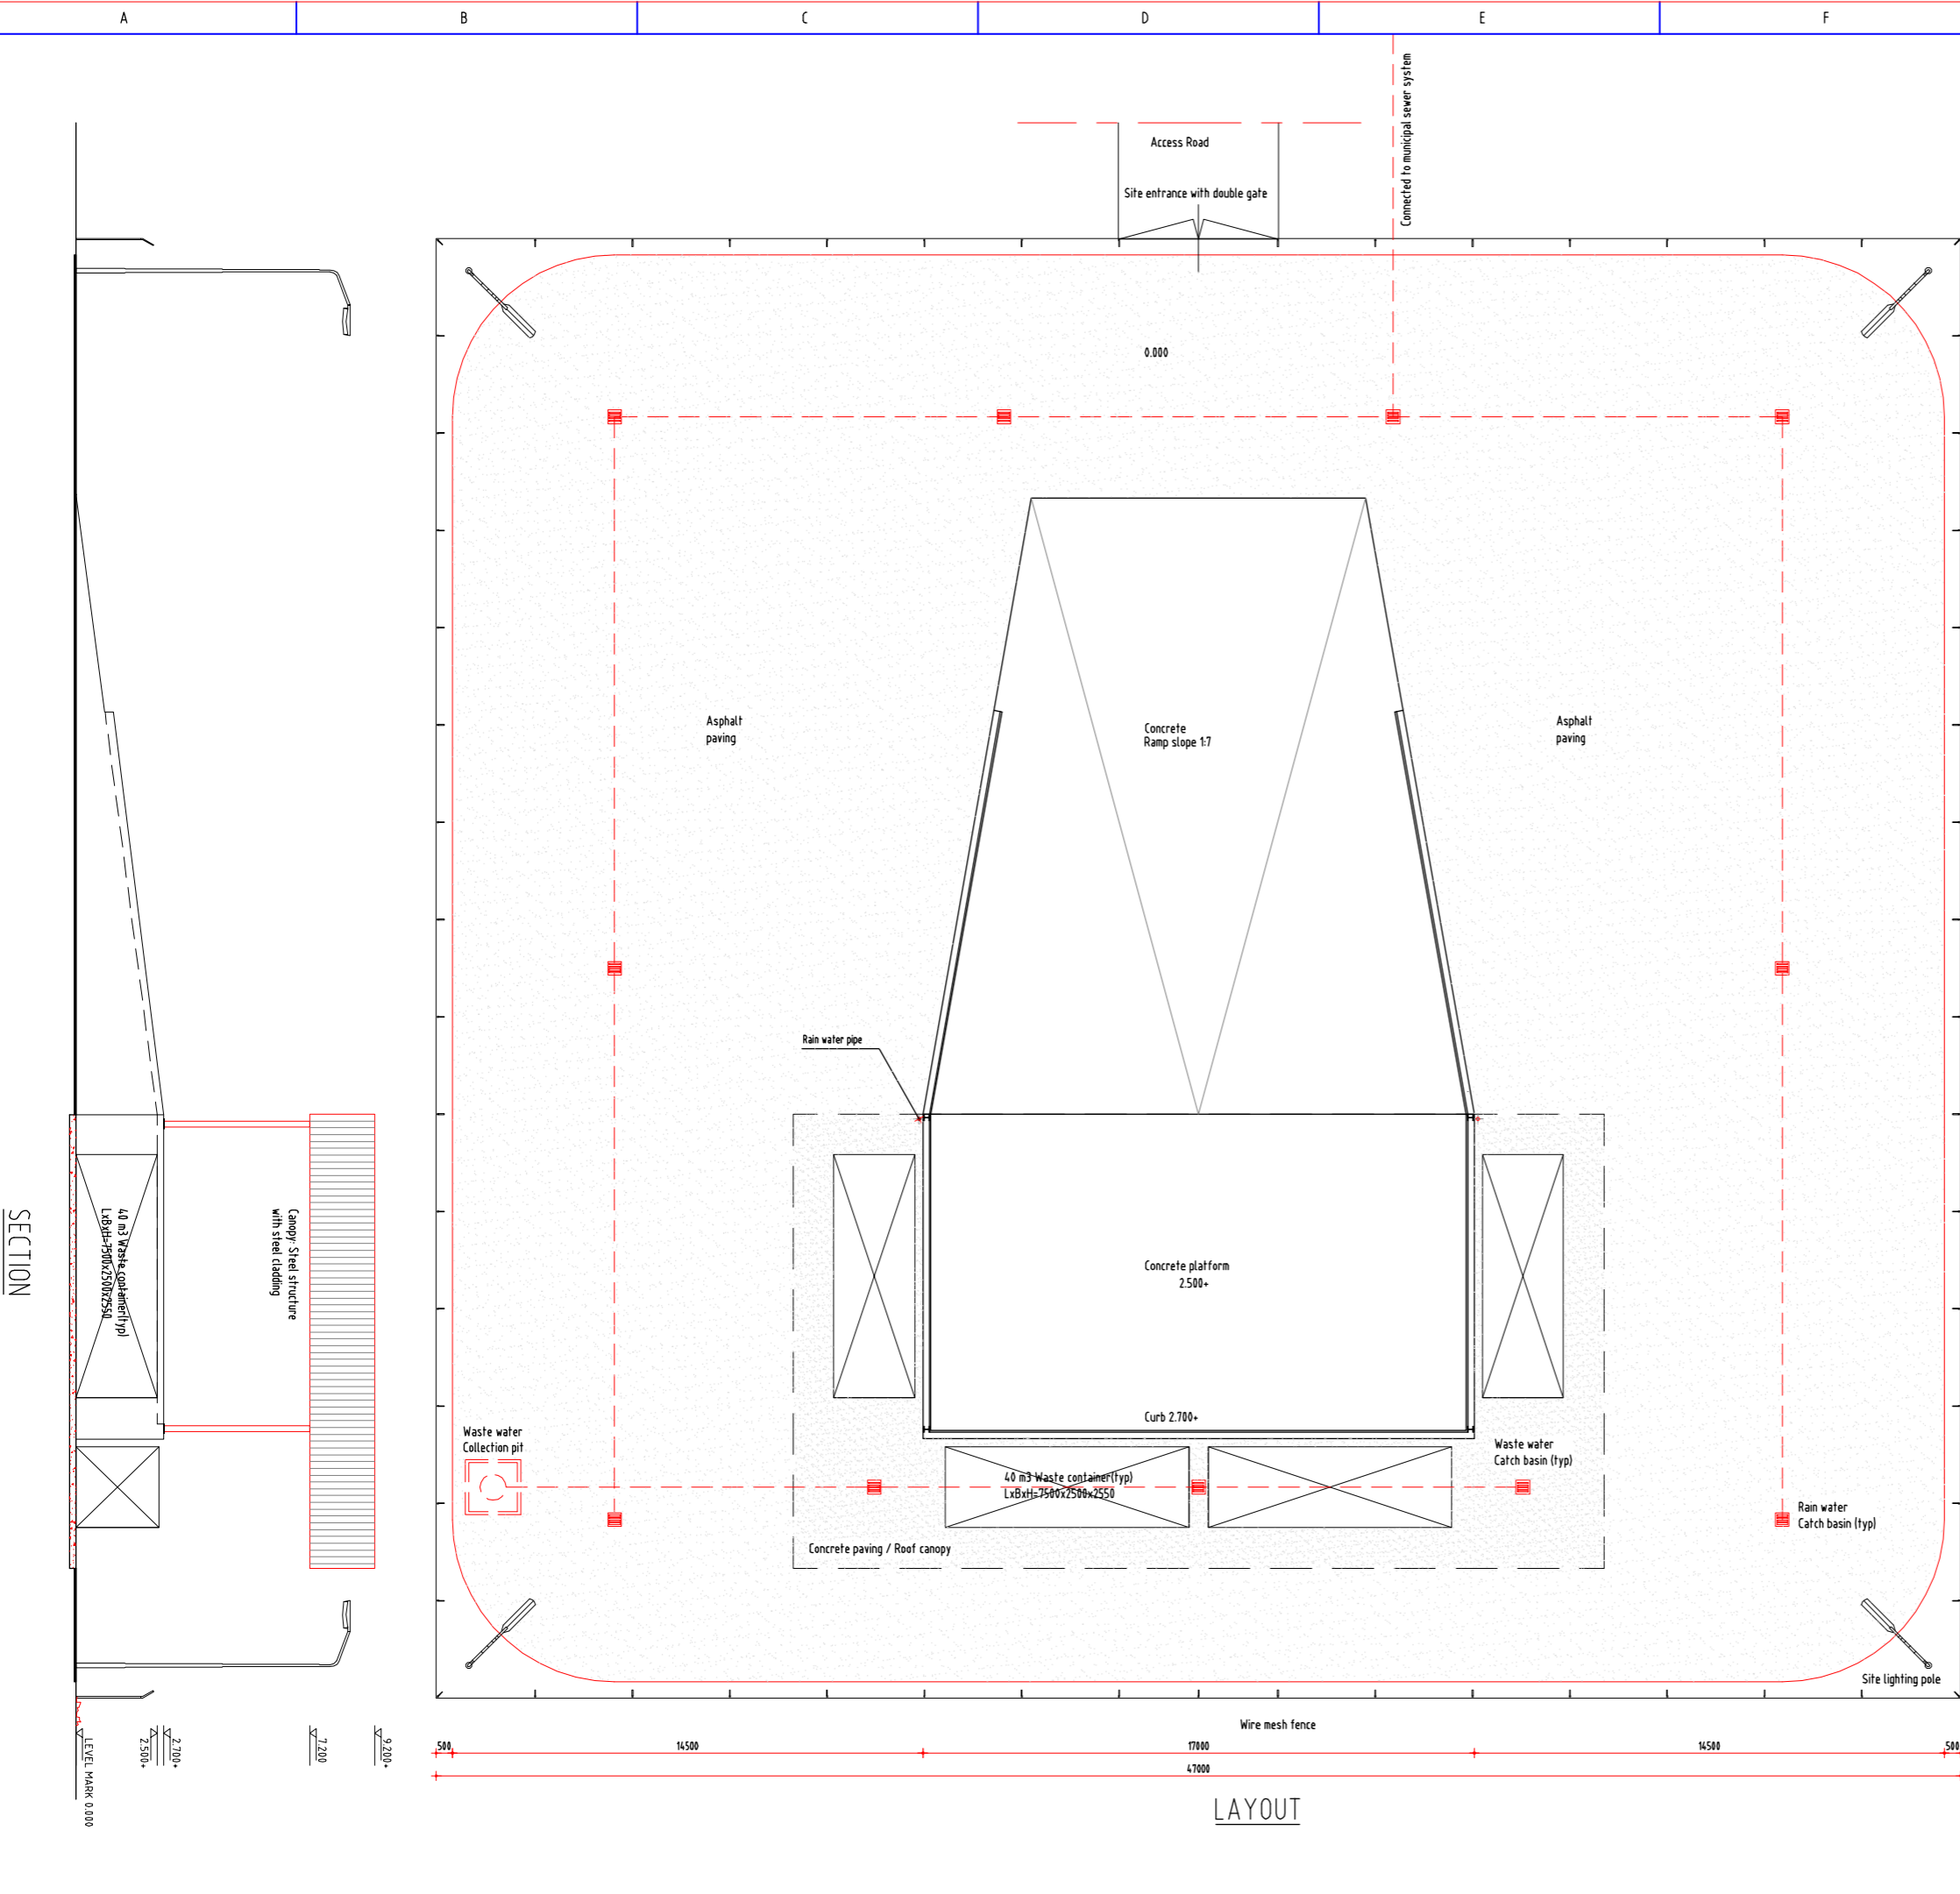 A
B
C
D
E
F
Connected to municipal sewer system
Access Road
Site entrance with double gate
0.000
Asphalt
paving
Concrete
Ramp slope 1:7
Asphalt
paving
Rain water pipe
Concrete platform
2.500+
Curb 2.700+
Waste water
Collection pit
Waste water
Catch basin (typ)
40 m3 Waste container(typ)
LxBxH=7500x2500x2550
Rain water
Catch basin (typ)
Concrete paving / Roof canopy
Site lighting pole
Wire mesh fence
500
14500
17000
14500
500
47000
LAYOUT
SECTION
40 m3 Waste container(typ)
LxBxH=7500x2500x2550
Canopy: Steel structure
with steel cladding
LEVEL MARK 0.000
2.500+
2.700+
7.200
9.200+